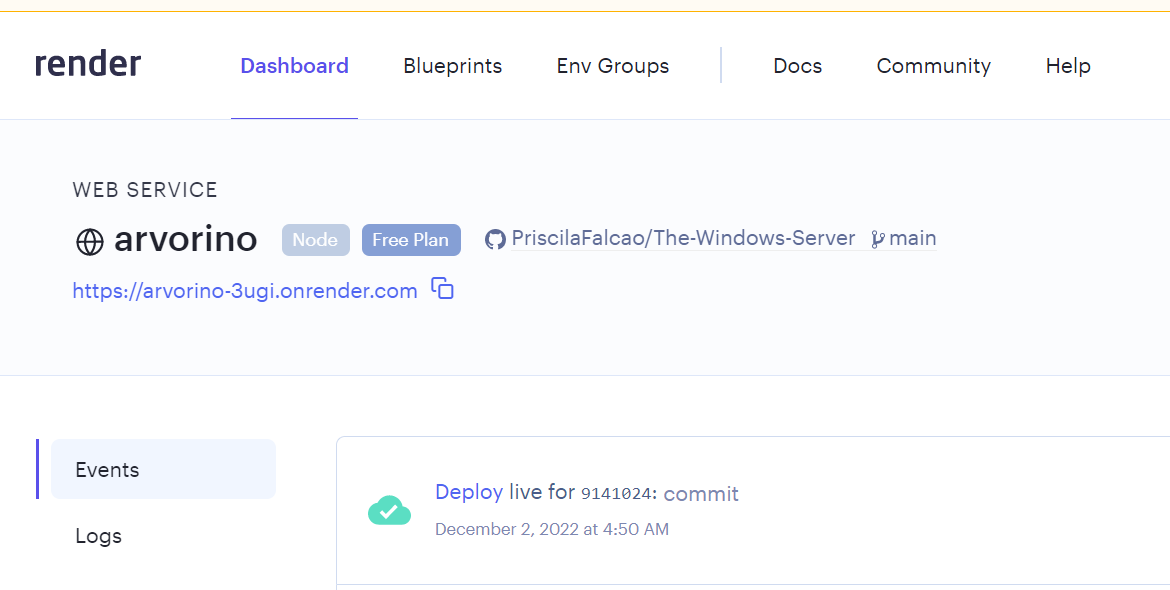 render Dashboard Blueprints Env Groups Docs Community Help
WEB SERVICE
arvorino Node Free Plan PriscilaFalcao/The-Windows-Server main
https://arvorino-3ugi.onrender.com
Events
Deploy live for 9141024: commit
December 2, 2022 at 4:50 AM
Logs